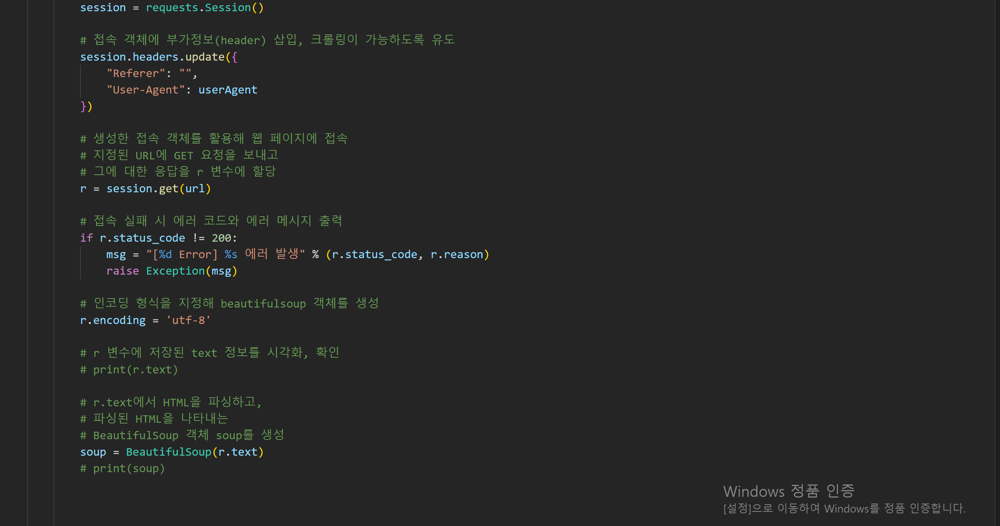 session = requests.Session()
# 접속 객체에 부가정보(header) 삽입, 크롤링이 가능하도록 유도
session.headers.update({
"Referer": "",
"User-Agent": userAgent
})
# 생성한 접속 객체를 활용해 웹 페이지에 접속
# 지정된 URL에 GET 요청을 보내고
# 그에 대한 응답을 r 변수에 할당
r = session.get(url)
# 접속 실패 시 에러 코드와 에러 메시지 출력
if r.status_code != 200:
msg = "[%d Error] %s 에러 발생" % (r.status_code, r.reason)
raise Exception(msg)
# 인코딩 형식을 지정해 beautifulsoup 객체를 생성
r.encoding = 'utf-8'
# r 변수에 저장된 text 정보를 시각화, 확인
# print(r.text)
# r.text에서 HTML을 파싱하고,
# 파싱된 HTML을 나타내는
# BeautifulSoup 객체 soup를 생성
soup = BeautifulSoup(r.text)
# print(soup)
Windows 정품 인증
[설정]으로 이동하여 Windows를 정품 인증합니다.